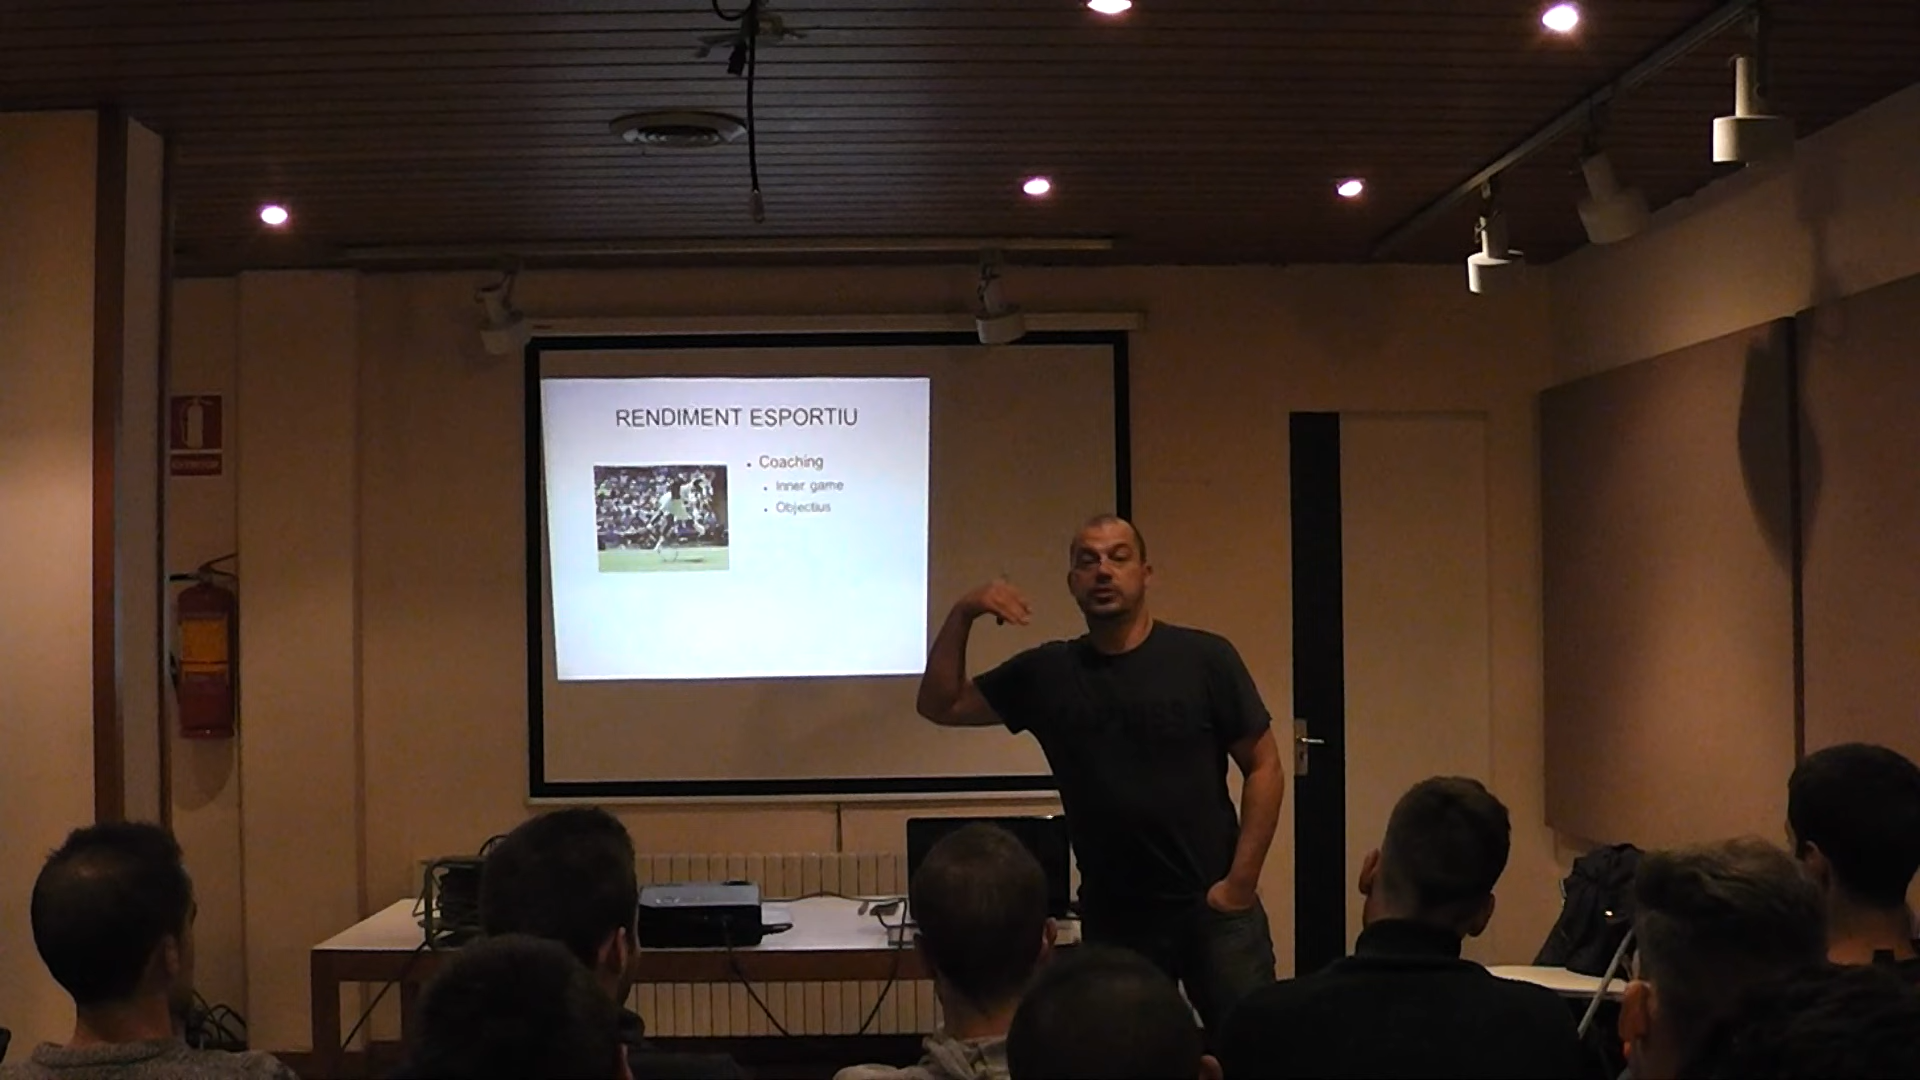 RENDIMENT ESPORTIU
• Coaching
• Inner game
• Objectius